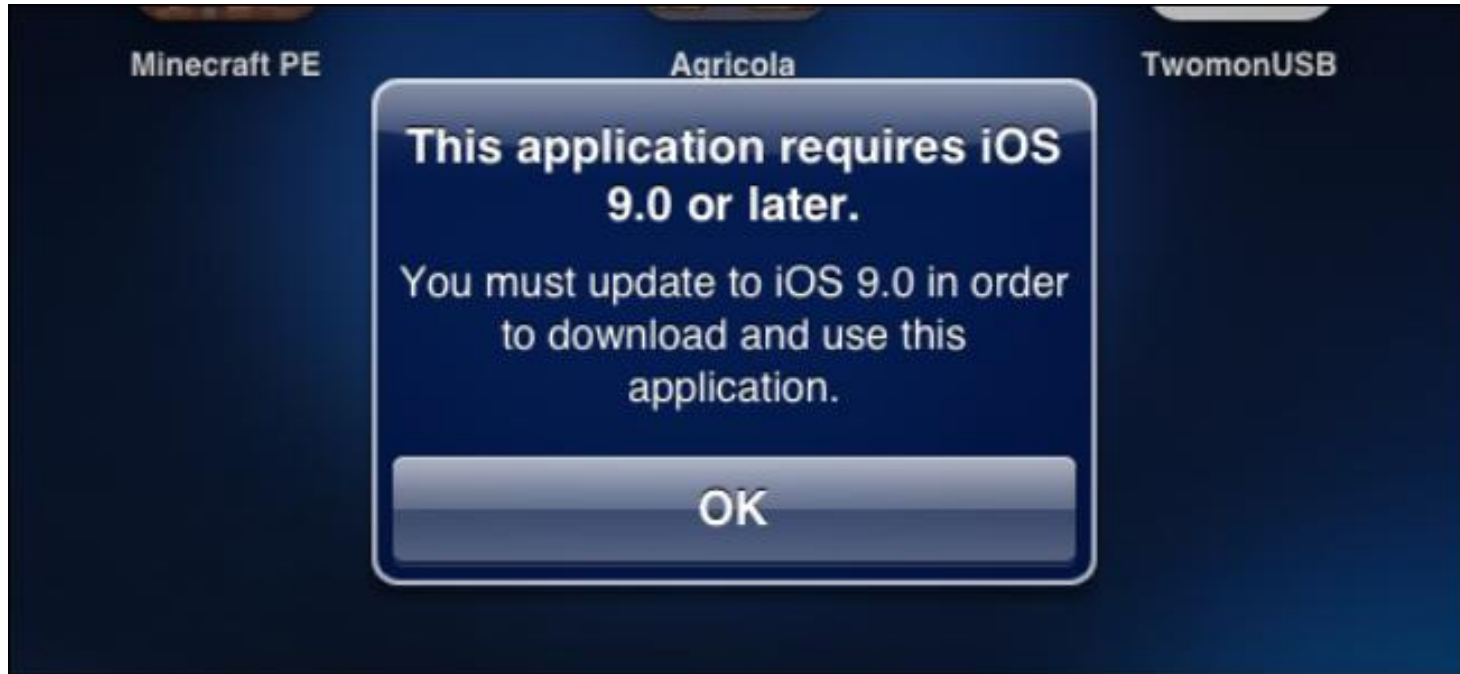 Minecraft PE Agricola TwomonUSB
This application requires iOS
9.0 or later.
You must update to iOS 9.0 in order
to download and use this
application.
OK